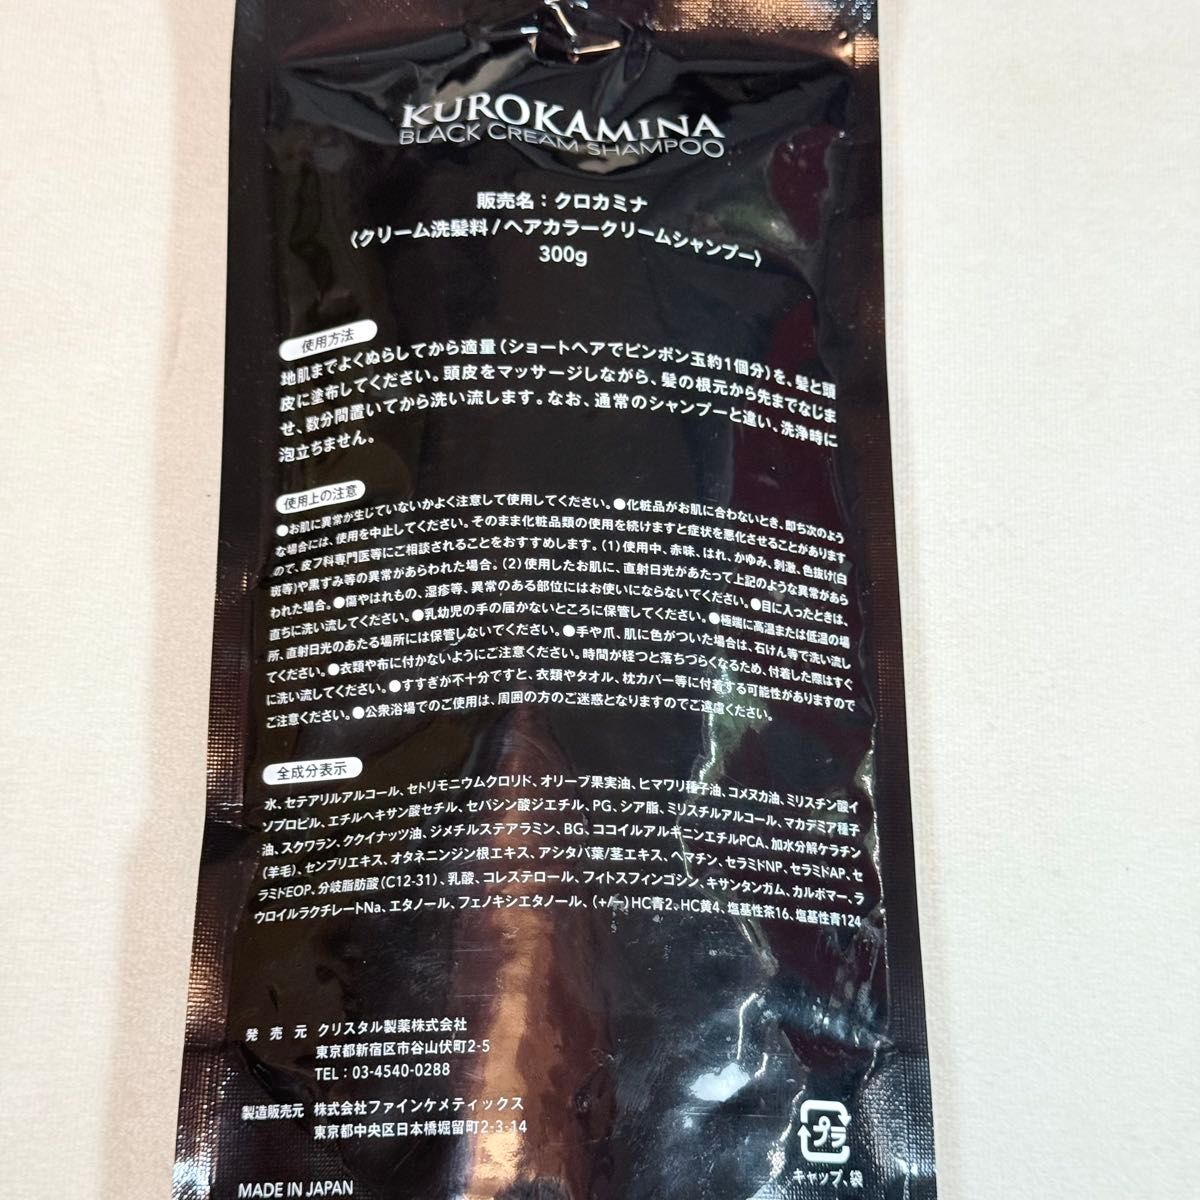 KUROKAMINA
BLACK CREAM SHAMPOO
販売名：クロカミナ
〈クリーム洗髪料/ヘアカラークリームシャンプー〉
300g
使用方法
地肌までよくぬらしてから適量(ショートヘアでピンポン玉約1個分)を、髪と頭
皮に塗布してください。頭皮をマッサージしながら、髪の根元から先までなじま
せ、数分間置いてから洗い流します。なお、通常のシャンプーと違い、洗浄時に
泡立ちません。
使用上の注意
●お肌に異常が生じていないかよく注意して使用してください。●化粧品がお肌に合わないとき、即ち次のよう
な場合には、使用を中止してください。そのまま化粧品類の使用を続けますと症状を悪化させることがあります
ので、皮フ科専門医等にご相談されることをおすすめします。(1)使用中、赤味、はれ、かゆみ、刺激、色抜け(白
斑等)や黒ずみ等の異常があらわれた場合。(2)使用したお肌に、直射日光があたって上記のような異常があら
われた場合。●傷やはれもの、湿疹等、異常のある部位にはお使いにならないでください。●目に入ったときは、
直ちに洗い流してください。●乳幼児の手の届かないところに保管してください。●極端に高温または低温の場
所、直射日光のあたる場所には保管しないでください。●手や爪、肌に色がついた場合は、石けん等で洗い流し
てください。●衣類や布に付かないようにご注意ください。時間が経つと落ちづらくなるため、付着した際はすぐ
に洗い流してください。●すすぎが不十分ですと、衣類やタオル、枕カバー等に付着する可能性がありますので
ご注意ください。●公衆浴場でのご使用は、周囲の方のご迷惑となりますのでご遠慮ください。
全成分表示
水、セテアリルアルコール、セトリモニウムクロリド、オリーブ果実油、ヒマワリ種子油、コメヌカ油、ミリスチン酸イ
ソプロピル、エチルヘキサン酸セチル、セバシン酸ジエチル、PG、シア脂、ミリスチルアルコール、マカデミア種子
油、スクワラン、ククイナッツ油、ジメチルステアラミン、BG、ココイルアルギニンエチルPCA、加水分解ケラチン
(羊毛)、センブリエキス、オタネニンジン根エキス、アシタバ葉/茎エキス、ヘマチン、セラミドNP、セラミドAP、セ
ラミドEOP、分岐脂肪酸(C12-31)、乳酸、コレステロール、フィトスフィンゴシン、キサンタンガム、カルボマー、ラ
ウロイルラクチレートNa、エタノール、フェノキシエタノール、(+/-)HC青2、HC黄4、塩基性茶16、塩基性青124
発売元 クリスタル製薬株式会社
東京都新宿区市谷山伏町2-5
TEL：03-4540-0288
製造販売元 株式会社ファインケメティックス
東京都中央区日本橋堀留町2-3-14
プラ
キャップ、袋
MADE IN JAPAN